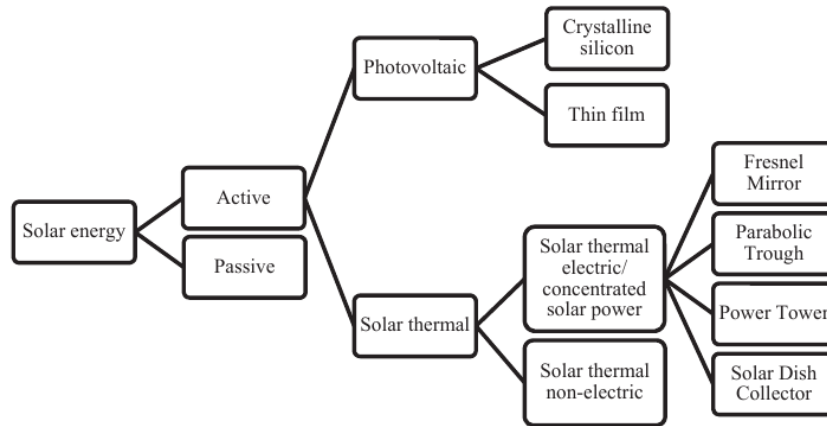 Solar energy
Active
Passive
Photovoltaic
Solar thermal
Crystalline
silicon
Thin film
Solar thermal
electric/
concentrated
solar power
Solar thermal
non-electric
Fresnel
Mirror
Parabolic
Trough
Power Tower
Solar Dish
Collector